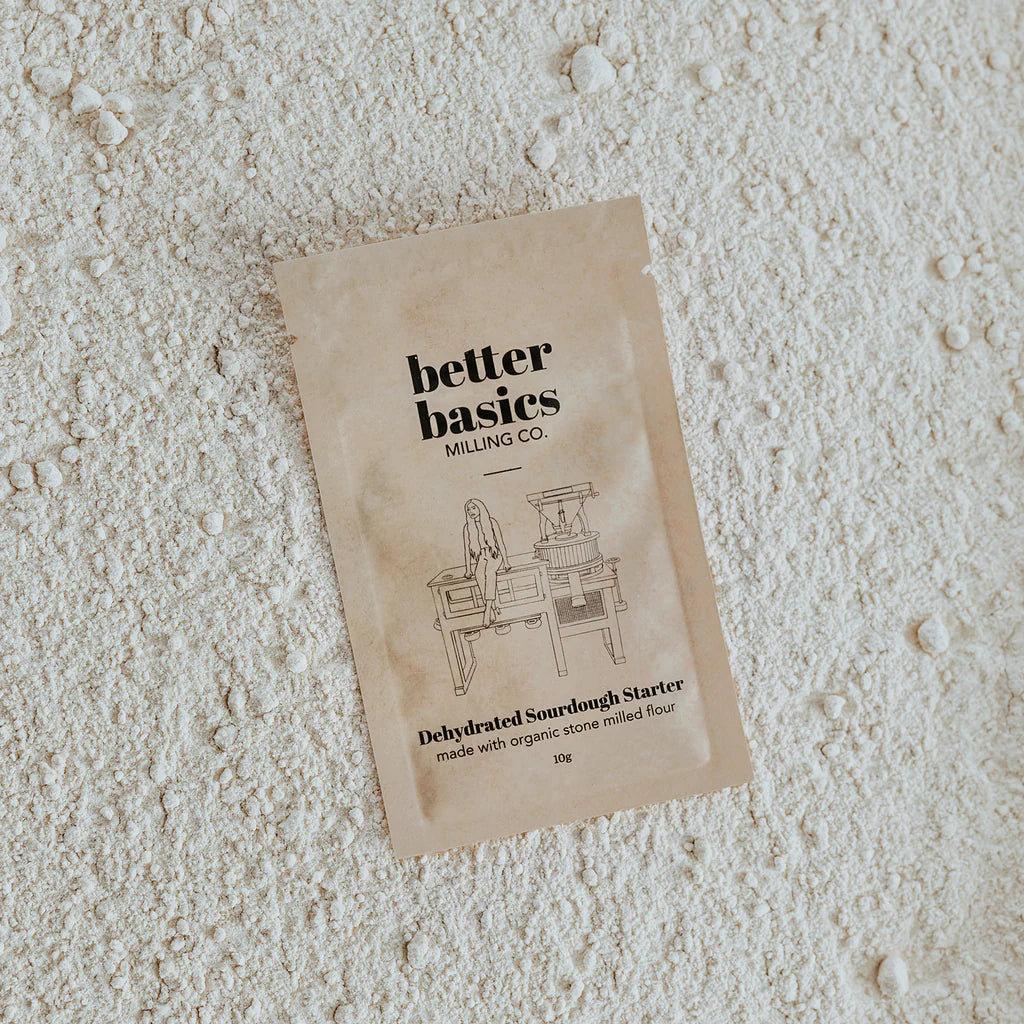 better
basics
MILLING CO.
Dehydrated Sourdough Starter
made with organic stone milled flour
10g